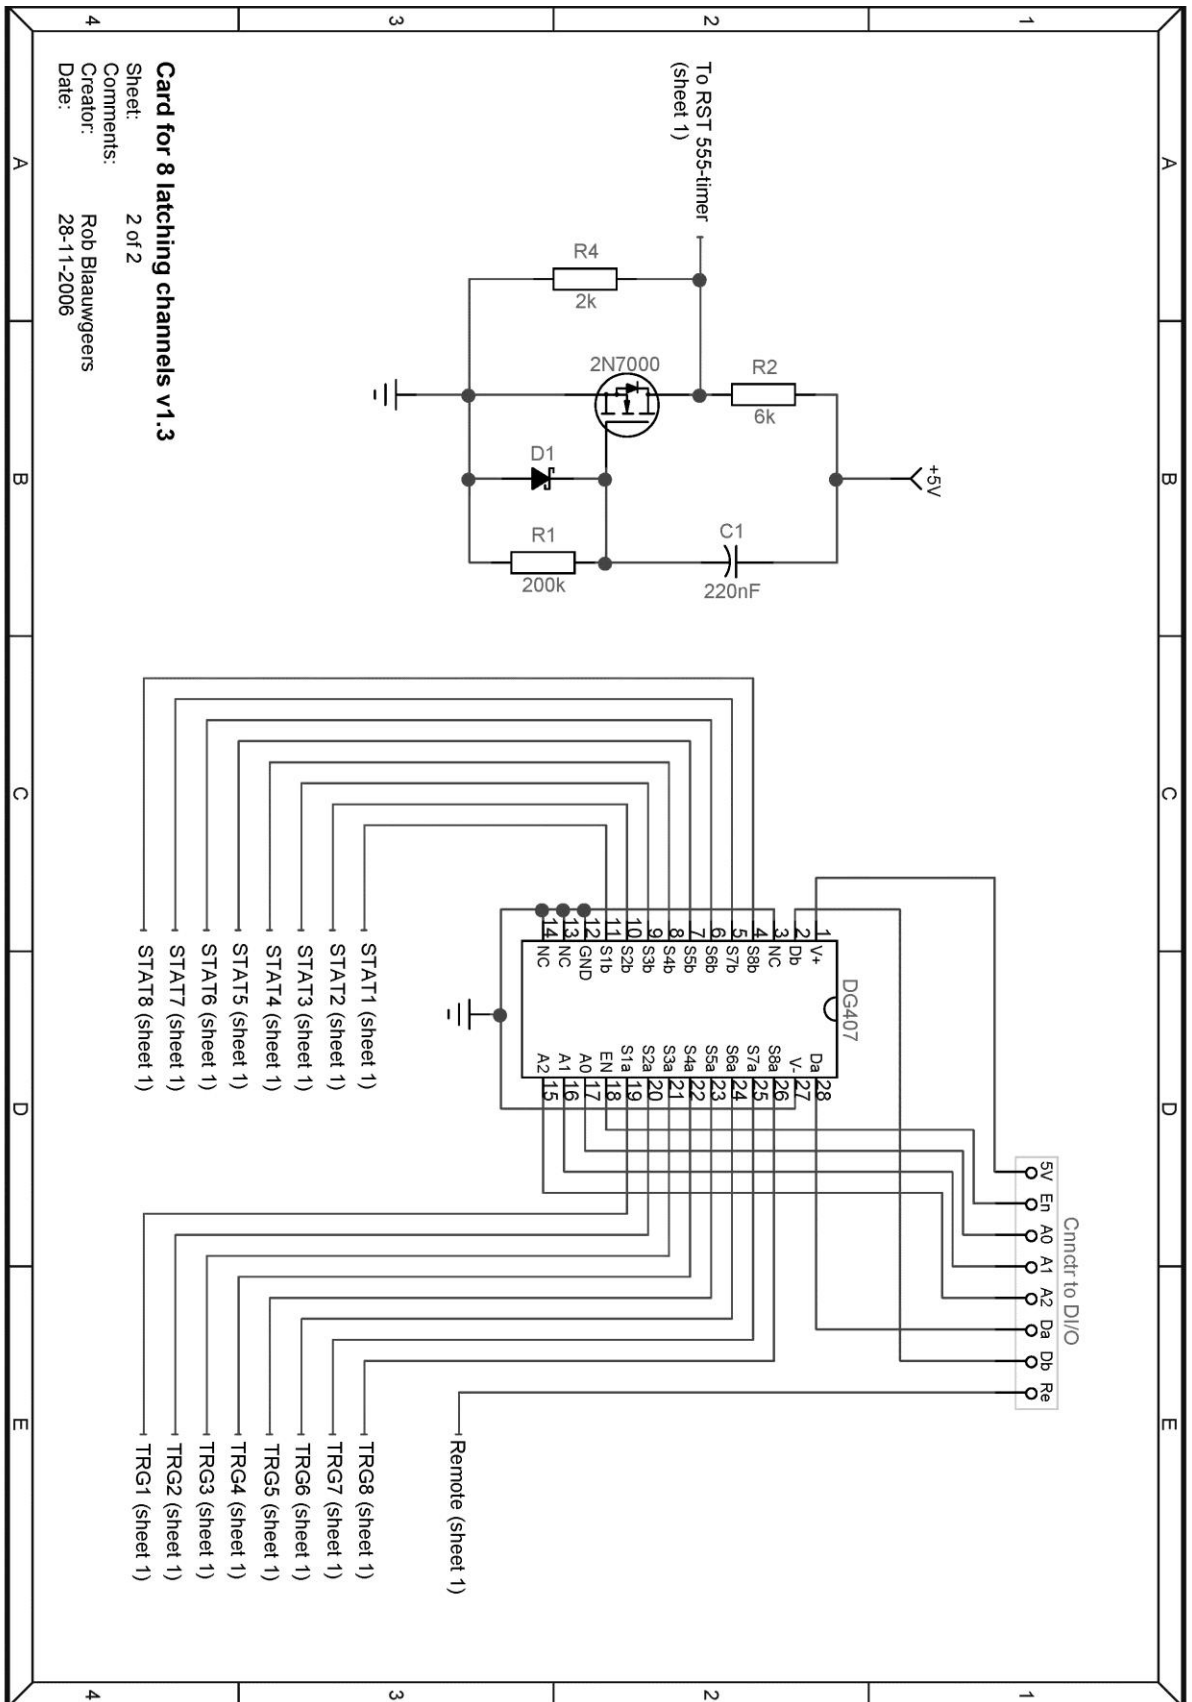 4
3
2
1
A
A
B
B
C
C
D
D
E
E
4
3
2
1
Card for 8 latching channels v1.3
Sheet: 2 of 2
Comments:
Creator: Rob Blaauwgeers
Date: 28-11-2006
To RST 555-timer
(sheet 1)
R4
2k
2N7000
R2
6k
D1
R1
200k
C1
220nF
+5V
DG407
1 V+
2 Db
3 NC
4 S8b
5 S7b
6 S6b
7 S5b
8 S4b
9 S3b
10 S2b
11 S1b
12 GND
13 NC
14 NC
Da 28
V- 27
S8a 26
S7a 25
S6a 24
S5a 23
S4a 22
S3a 21
S2a 20
S1a 19
EN 18
A0 17
A1 16
A2 15
STAT1 (sheet 1)
STAT2 (sheet 1)
STAT3 (sheet 1)
STAT4 (sheet 1)
STAT5 (sheet 1)
STAT6 (sheet 1)
STAT7 (sheet 1)
STAT8 (sheet 1)
Cnnctr to DI/O
5V
En
A0
A1
A2
Da
Db
Re
Remote (sheet 1)
TRG8 (sheet 1)
TRG7 (sheet 1)
TRG6 (sheet 1)
TRG5 (sheet 1)
TRG4 (sheet 1)
TRG3 (sheet 1)
TRG2 (sheet 1)
TRG1 (sheet 1)